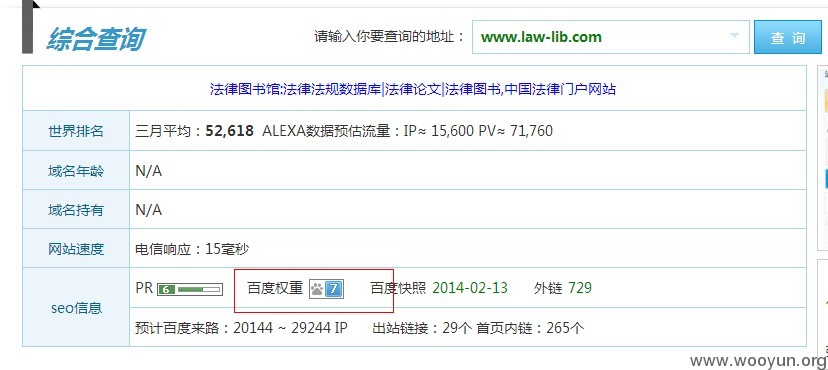 综合查询 请输入你要查询的地址： www.law-lib.com 查 询
法律图书馆:法律法规数据库|法律论文|法律图书,中国法律门户网站
世界排名 三月平均：52,618 ALEXA数据预估流量：IP≈ 15,600 PV≈ 71,760
域名年龄 N/A
域名持有 N/A
网站速度 电信响应：15毫秒
seo信息 PR 6 百度权重 7 百度快照 2014-02-13 外链 729
预计百度来路：20144 ~ 29244 IP 出站链接：29个 首页内链：265个
www.wooyun.org